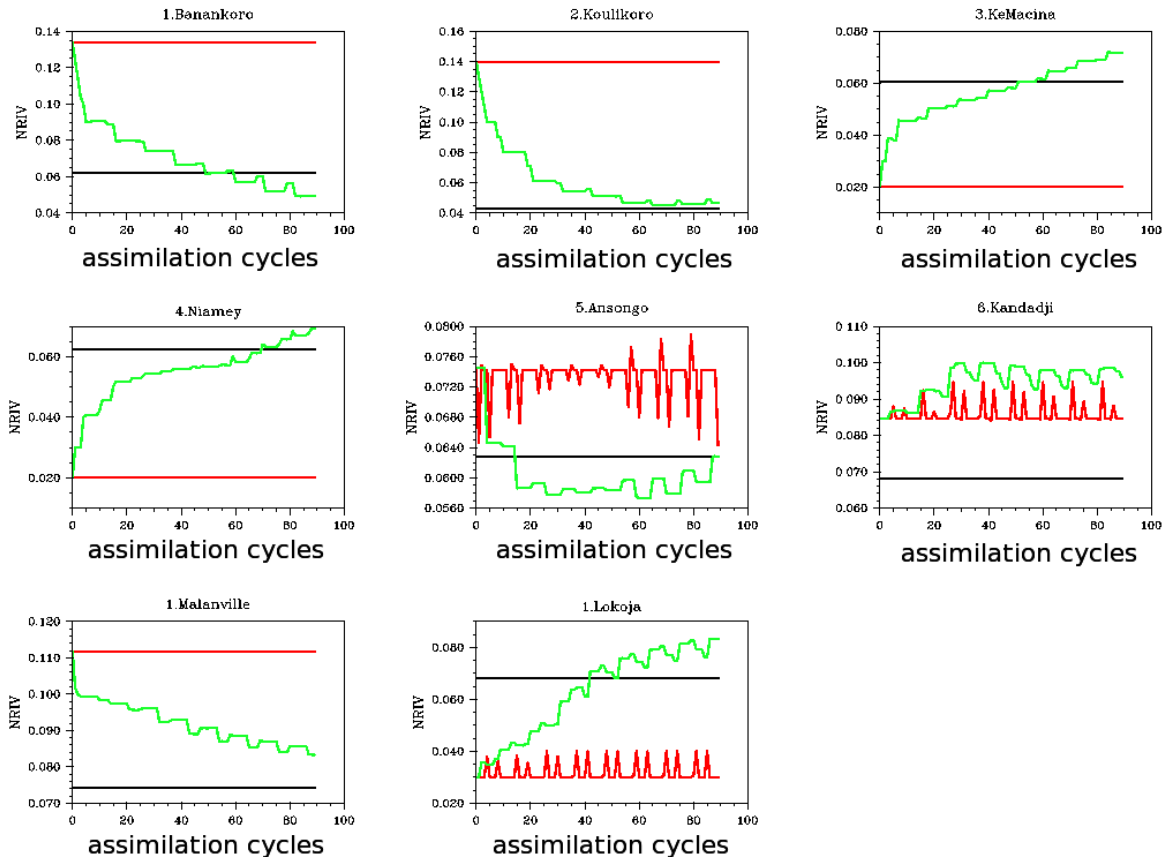 1.Banankoro
2.Koulikoro
3.KeMacina
0.14
0.12
0.10
0.08
0.06
0.04
NRIV
0 20 40 60 80 100
assimilation cycles
0.16
0.14
0.12
0.10
0.08
0.06
0.04
NRIV
0 20 40 60 80 100
assimilation cycles
0.080
0.060
0.040
0.020
NRIV
0 20 40 60 80 100
assimilation cycles
4.Niamey
5.Ansongo
6.Kandadji
0.060
0.040
0.020
NRIV
0 20 40 60 80 100
assimilation cycles
0.0800
0.0760
0.0720
0.0680
0.0640
0.0600
0.0560
NRIV
0 20 40 60 80 100
assimilation cycles
0.110
0.100
0.090
0.080
0.070
0.060
NRIV
0 20 40 60 80 100
assimilation cycles
1.Malanville
1.Lokoja
0.120
0.110
0.100
0.090
0.080
0.070
NRIV
0 20 40 60 80 100
assimilation cycles
0.080
0.060
0.040
0.020
NRIV
0 20 40 60 80 100
assimilation cycles